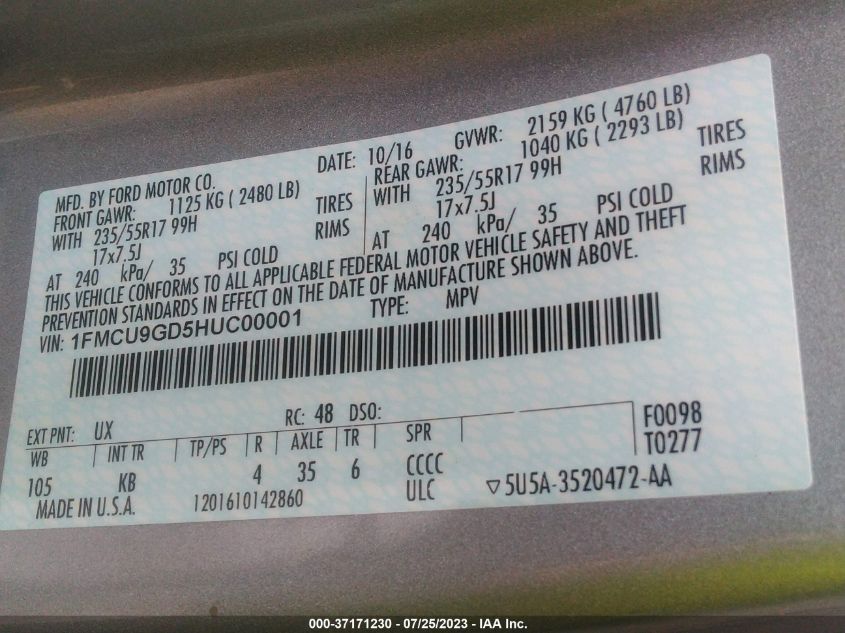 MFD. BY FORD MOTOR CO. DATE: 10/16 GVWR: 2159 KG ( 4760 LB)
FRONT GAWR: 1125 KG ( 2480 LB) REAR GAWR: 1040 KG ( 2293 LB)
WITH 235/55R17 99H TIRES WITH 235/55R17 99H TIRES
17x7.5J RIMS 17x7.5J RIMS
AT 240 kPa/ 35 PSI COLD AT 240 kPa/ 35 PSI COLD
THIS VEHICLE CONFORMS TO ALL APPLICABLE FEDERAL MOTOR VEHICLE SAFETY AND THEFT
PREVENTION STANDARDS IN EFFECT ON THE DATE OF MANUFACTURE SHOWN ABOVE.
VIN: 1FMCU9GD5HUC00001 TYPE: MPV
EXT PNT: UX RC: 48 DSO: F0098
WB INT TR TP/PS R AXLE TR SPR T0277
105 KB 4 35 6 CCCC
MADE IN U.S.A. 1201610142860 ULC ▽5U5A-3520472-AA
000-37171230 - 07/25/2023 - IAA Inc.